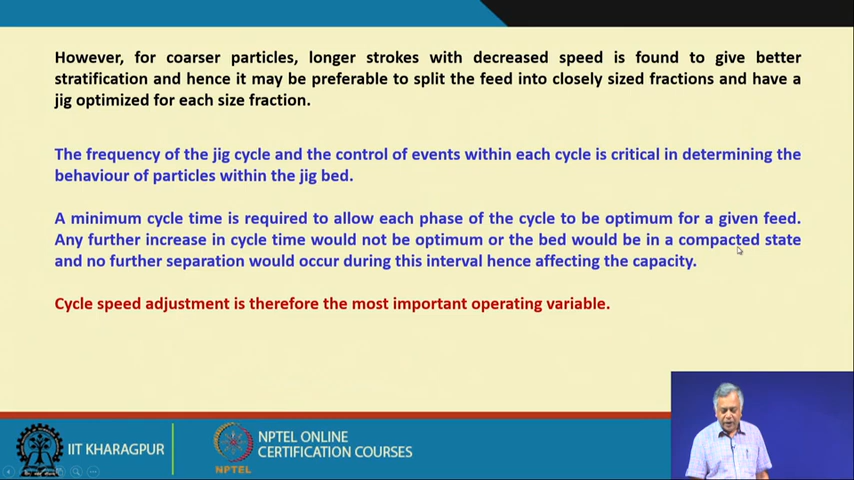 However, for coarser particles, longer strokes with decreased speed is found to give better
stratification and hence it may be preferable to split the feed into closely sized fractions and have a
jig optimized for each size fraction.
The frequency of the jig cycle and the control of events within each cycle is critical in determining the
behaviour of particles within the jig bed.
A minimum cycle time is required to allow each phase of the cycle to be optimum for a given feed.
Any further increase in cycle time would not be optimum or the bed would be in a compacted state
and no further separation would occur during this interval hence affecting the capacity.
Cycle speed adjustment is therefore the most important operating variable.
IIT KHARAGPUR
NPTEL
NPTEL ONLINE
CERTIFICATION COURSES